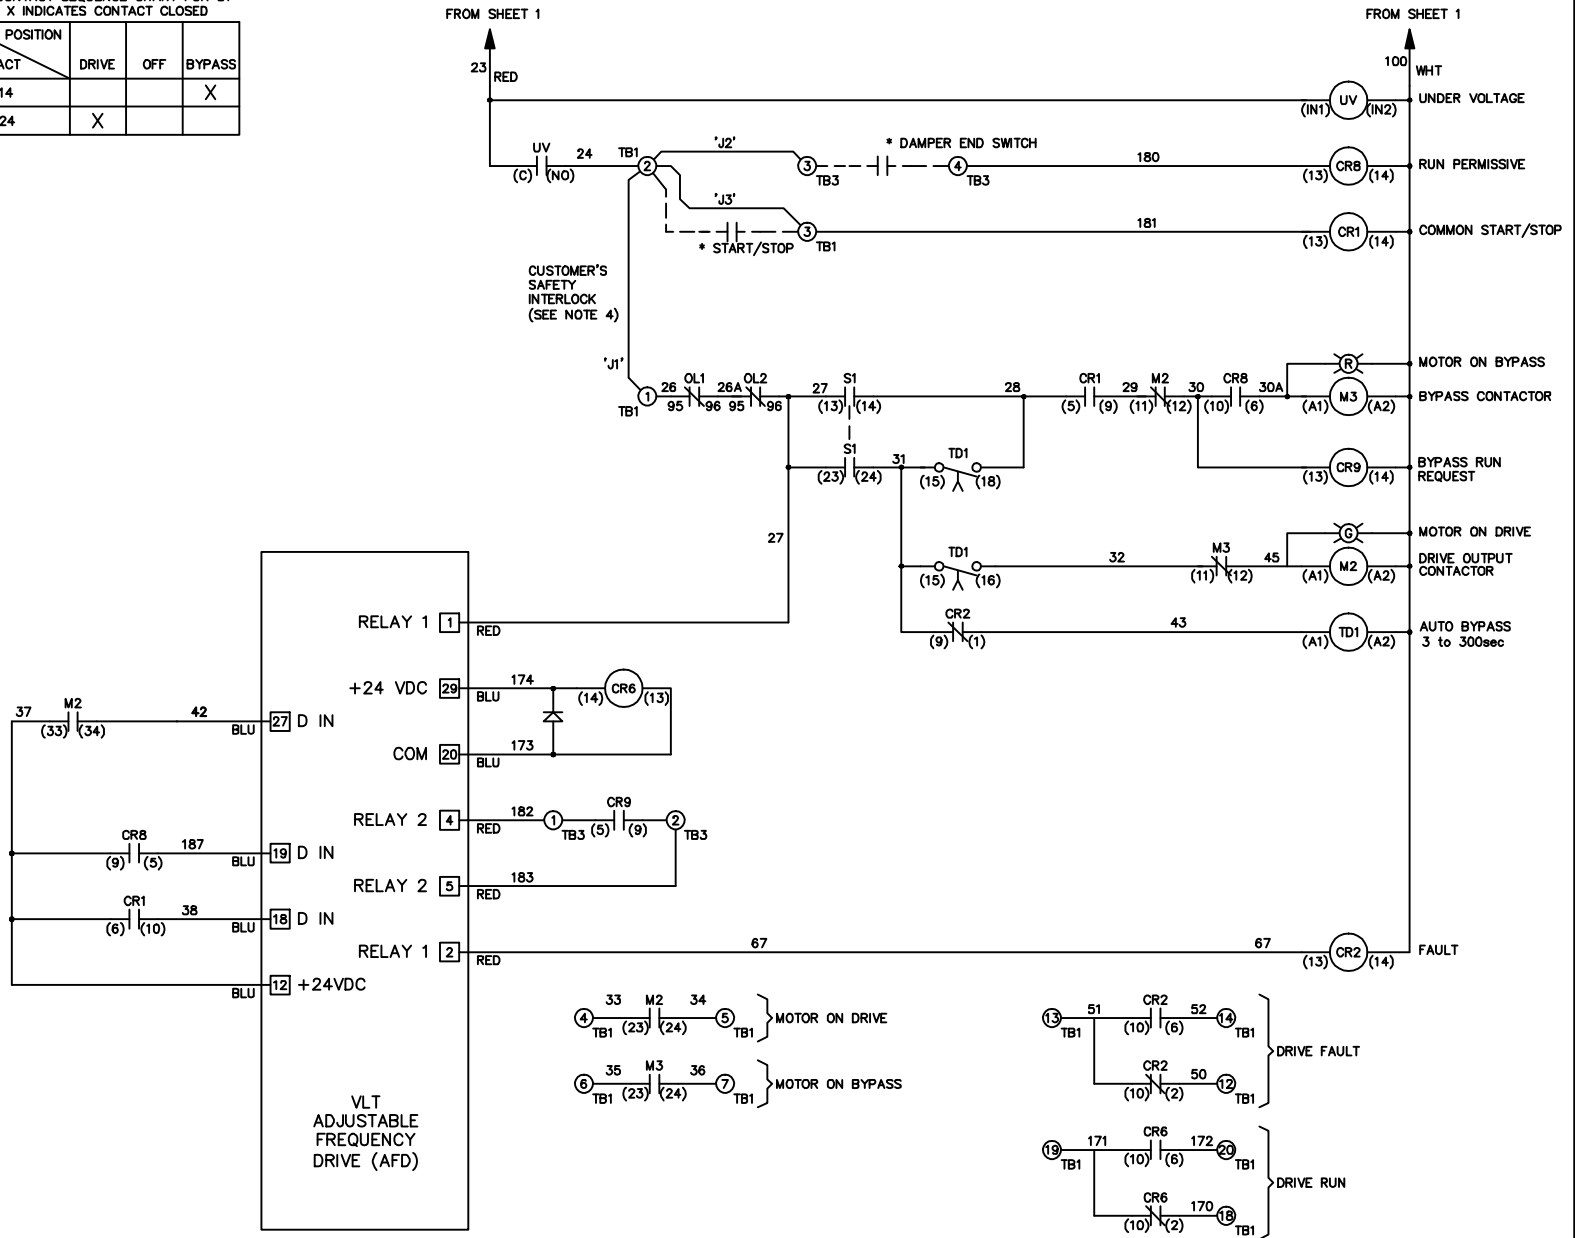 X INDICATES CONTACT CLOSED
POSITION
ACT
DRIVE
OFF
BYPASS
14
X
24
X
FROM SHEET 1
FROM SHEET 1
23
RED
100
WHT
(IN1)
UV
(IN2)
UNDER VOLTAGE
UV
(C)
(NO)
24
TB1
2
'J2'
3
TB3
* DAMPER END SWITCH
4
TB3
180
(13)
CR8
(14)
RUN PERMISSIVE
'J3'
* START/STOP
3
TB1
181
(13)
CR1
(14)
COMMON START/STOP
CUSTOMER'S
SAFETY
INTERLOCK
(SEE NOTE 4)
'J1'
1
TB1
26
OL1
95
96
26A
OL2
95
96
27
S1
(13)
(14)
28
CR1
(5)
(9)
29
M2
(11)
(12)
30
CR8
(10)
(6)
30A
R
MOTOR ON BYPASS
(A1)
M3
(A2)
BYPASS CONTACTOR
S1
(23)
(24)
31
TD1
(15)
(18)
(13)
CR9
(14)
BYPASS RUN
REQUEST
27
G
MOTOR ON DRIVE
TD1
(15)
(16)
32
M3
(11)
(12)
45
(A1)
M2
(A2)
DRIVE OUTPUT
CONTACTOR
CR2
(9)
(1)
43
(A1)
TD1
(A2)
AUTO BYPASS
3 to 300sec
RELAY 1
1
RED
+24 VDC
29
BLU
174
(14)
CR6
(13)
COM
20
BLU
173
37
M2
(33)
(34)
42
BLU
27
D IN
RELAY 2
4
RED
182
1
TB3
CR9
(5)
(9)
2
TB3
CR8
(9)
(5)
187
BLU
19
D IN
RELAY 2
5
RED
183
CR1
(6)
(10)
38
BLU
18
D IN
RELAY 1
2
RED
67
67
(13)
CR2
(14)
FAULT
BLU
12
+24VDC
4
TB1
33
M2
(23)
(24)
34
5
TB1
MOTOR ON DRIVE
6
TB1
35
M3
(23)
(24)
36
7
TB1
MOTOR ON BYPASS
13
TB1
51
CR2
(10)
(6)
52
14
TB1
CR2
(10)
(2)
50
12
TB1
DRIVE FAULT
19
TB1
171
CR6
(10)
(6)
172
20
TB1
CR6
(10)
(2)
170
18
TB1
DRIVE RUN
VLT
ADJUSTABLE
FREQUENCY
DRIVE (AFD)